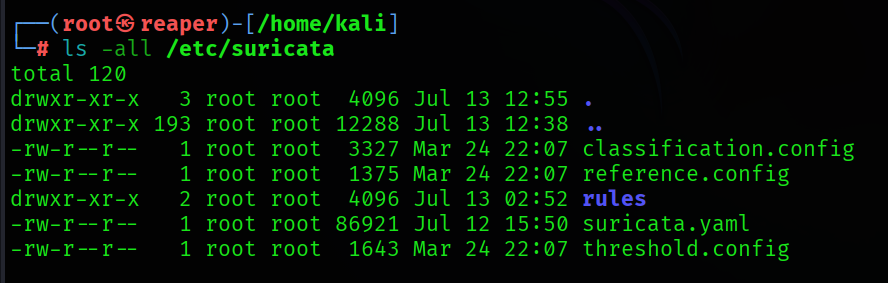 ┌──(root㉿reaper)-[/home/kali]
└─# ls -all /etc/suricata
total 120
drwxr-xr-x   3 root root  4096 Jul 13 12:55 .
drwxr-xr-x 193 root root 12288 Jul 13 12:38 ..
-rw-r--r--   1 root root  3327 Mar 24 22:07 classification.config
-rw-r--r--   1 root root  1375 Mar 24 22:07 reference.config
drwxr-xr-x   2 root root  4096 Jul 13 02:52 rules
-rw-r--r--   1 root root 86921 Jul 12 15:50 suricata.yaml
-rw-r--r--   1 root root  1643 Mar 24 22:07 threshold.config